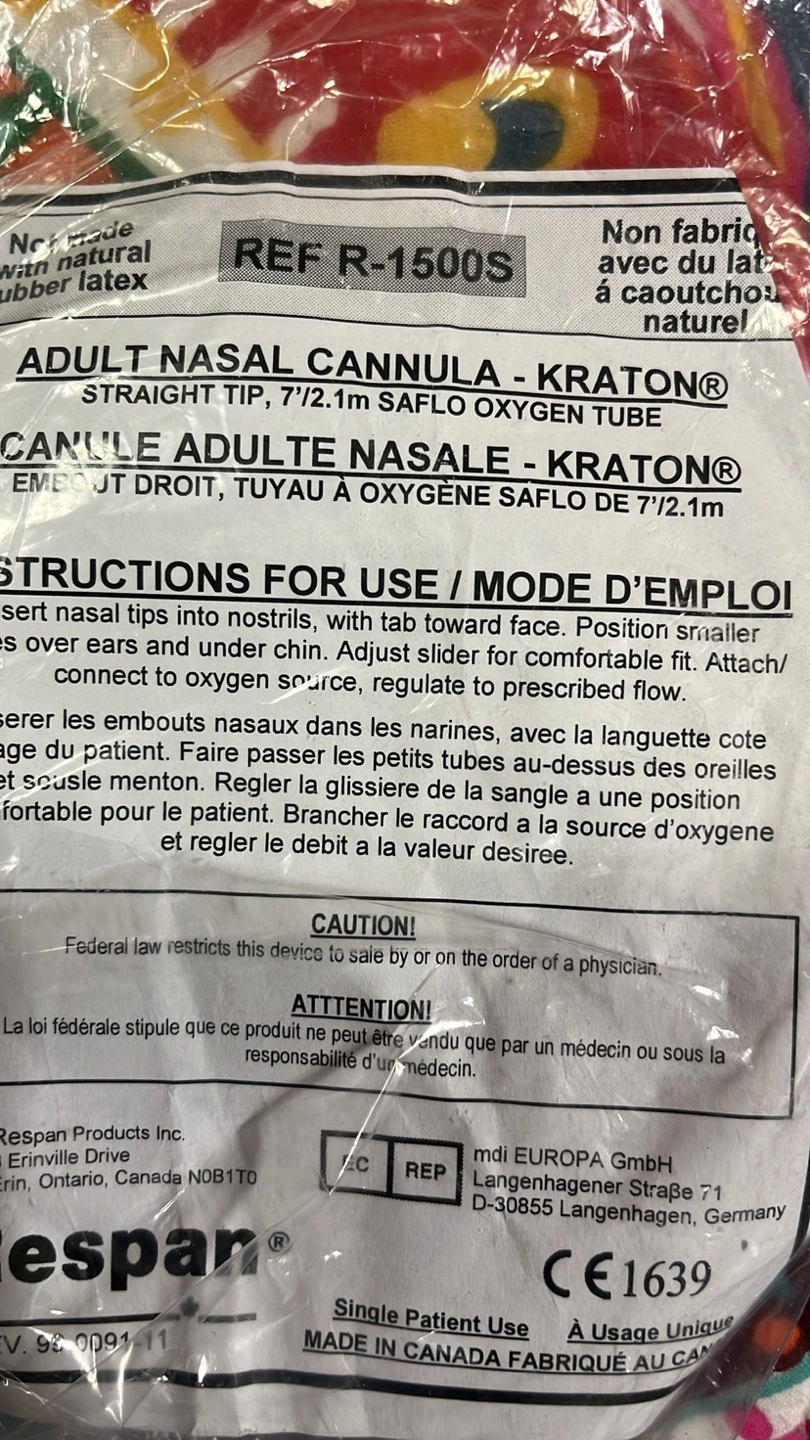 Not made
with natural
ubber latex
REF R-1500S
Non fabriq
avec du lat
á caoutchou
naturel
ADULT NASAL CANNULA - KRATON®
STRAIGHT TIP, 7'/2.1m SAFLO OXYGEN TUBE
CANULE ADULTE NASALE - KRATON®
EMBOUT DROIT, TUYAU À OXYGÈNE SAFLO DE 7'/2.1m
STRUCTIONS FOR USE / MODE D'EMPLOI
sert nasal tips into nostrils, with tab toward face. Position smaller
es over ears and under chin. Adjust slider for comfortable fit. Attach/
connect to oxygen source, regulate to prescribed flow.
serer les embouts nasaux dans les narines, avec la languette cote
age du patient. Faire passer les petits tubes au-dessus des oreilles
et sousle menton. Regler la glissiere de la sangle a une position
fortable pour le patient. Brancher le raccord a la source d'oxygene
et regler le debit a la valeur desiree.
CAUTION!
Federal law restricts this device to sale by or on the order of a physician.
ATTTENTION!
La loi fédérale stipule que ce produit ne peut être vendu que par un médecin ou sous la
responsabilité d'un médecin.
Respan Products Inc.
Erinville Drive
Erin, Ontario, Canada N0B1T0
EC REP
mdi EUROPA GmbH
Langenhagener Straße 71
D-30855 Langenhagen, Germany
Respan®
CE 1639
Single Patient Use À Usage Unique
EV. 98-0091-11
MADE IN CANADA FABRIQUÉ AU CAN